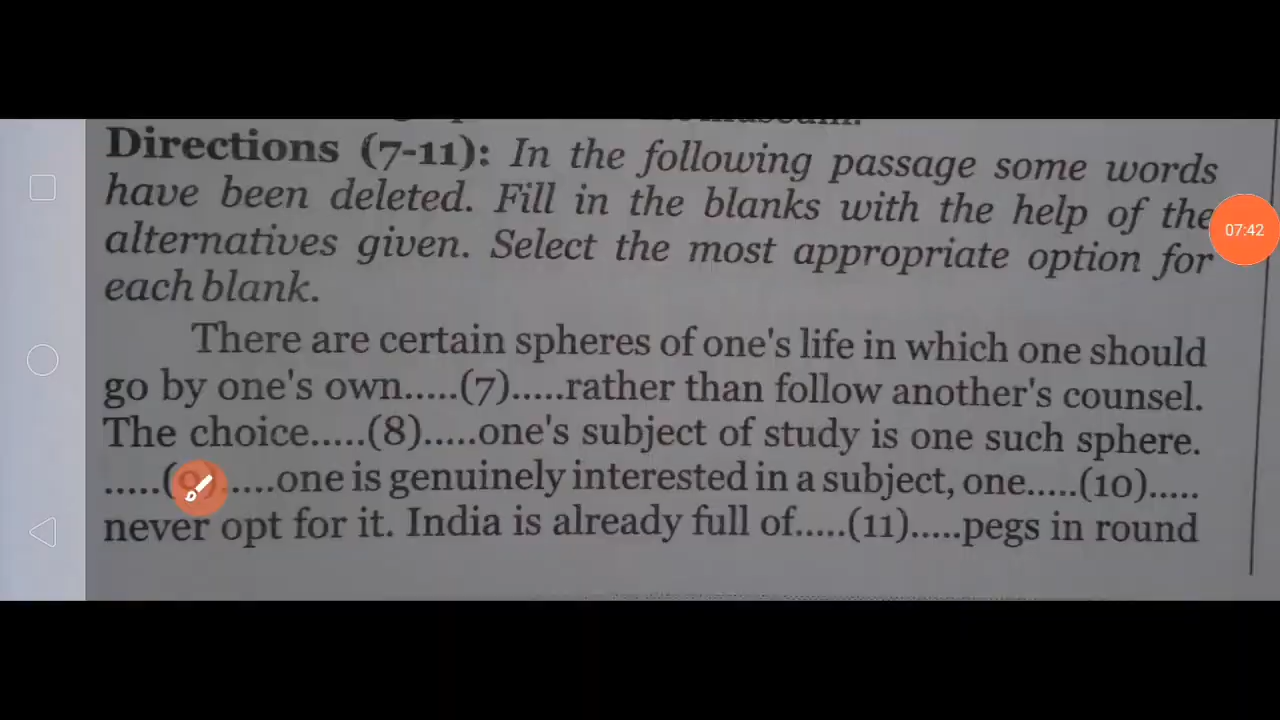 Directions (7-11): In the following passage some words
have been deleted. Fill in the blanks with the help of the
07:42
alternatives given. Select the most appropriate option for
each blank.
There are certain spheres of one's life in which one should
go by one's own.....(7).....rather than follow another's counsel.
The choice.....(8).....one's subject of study is one such sphere.
.....( .....one is genuinely interested in a subject, one.....(10).....
never opt for it. India is already full of.....(11).....pegs in round